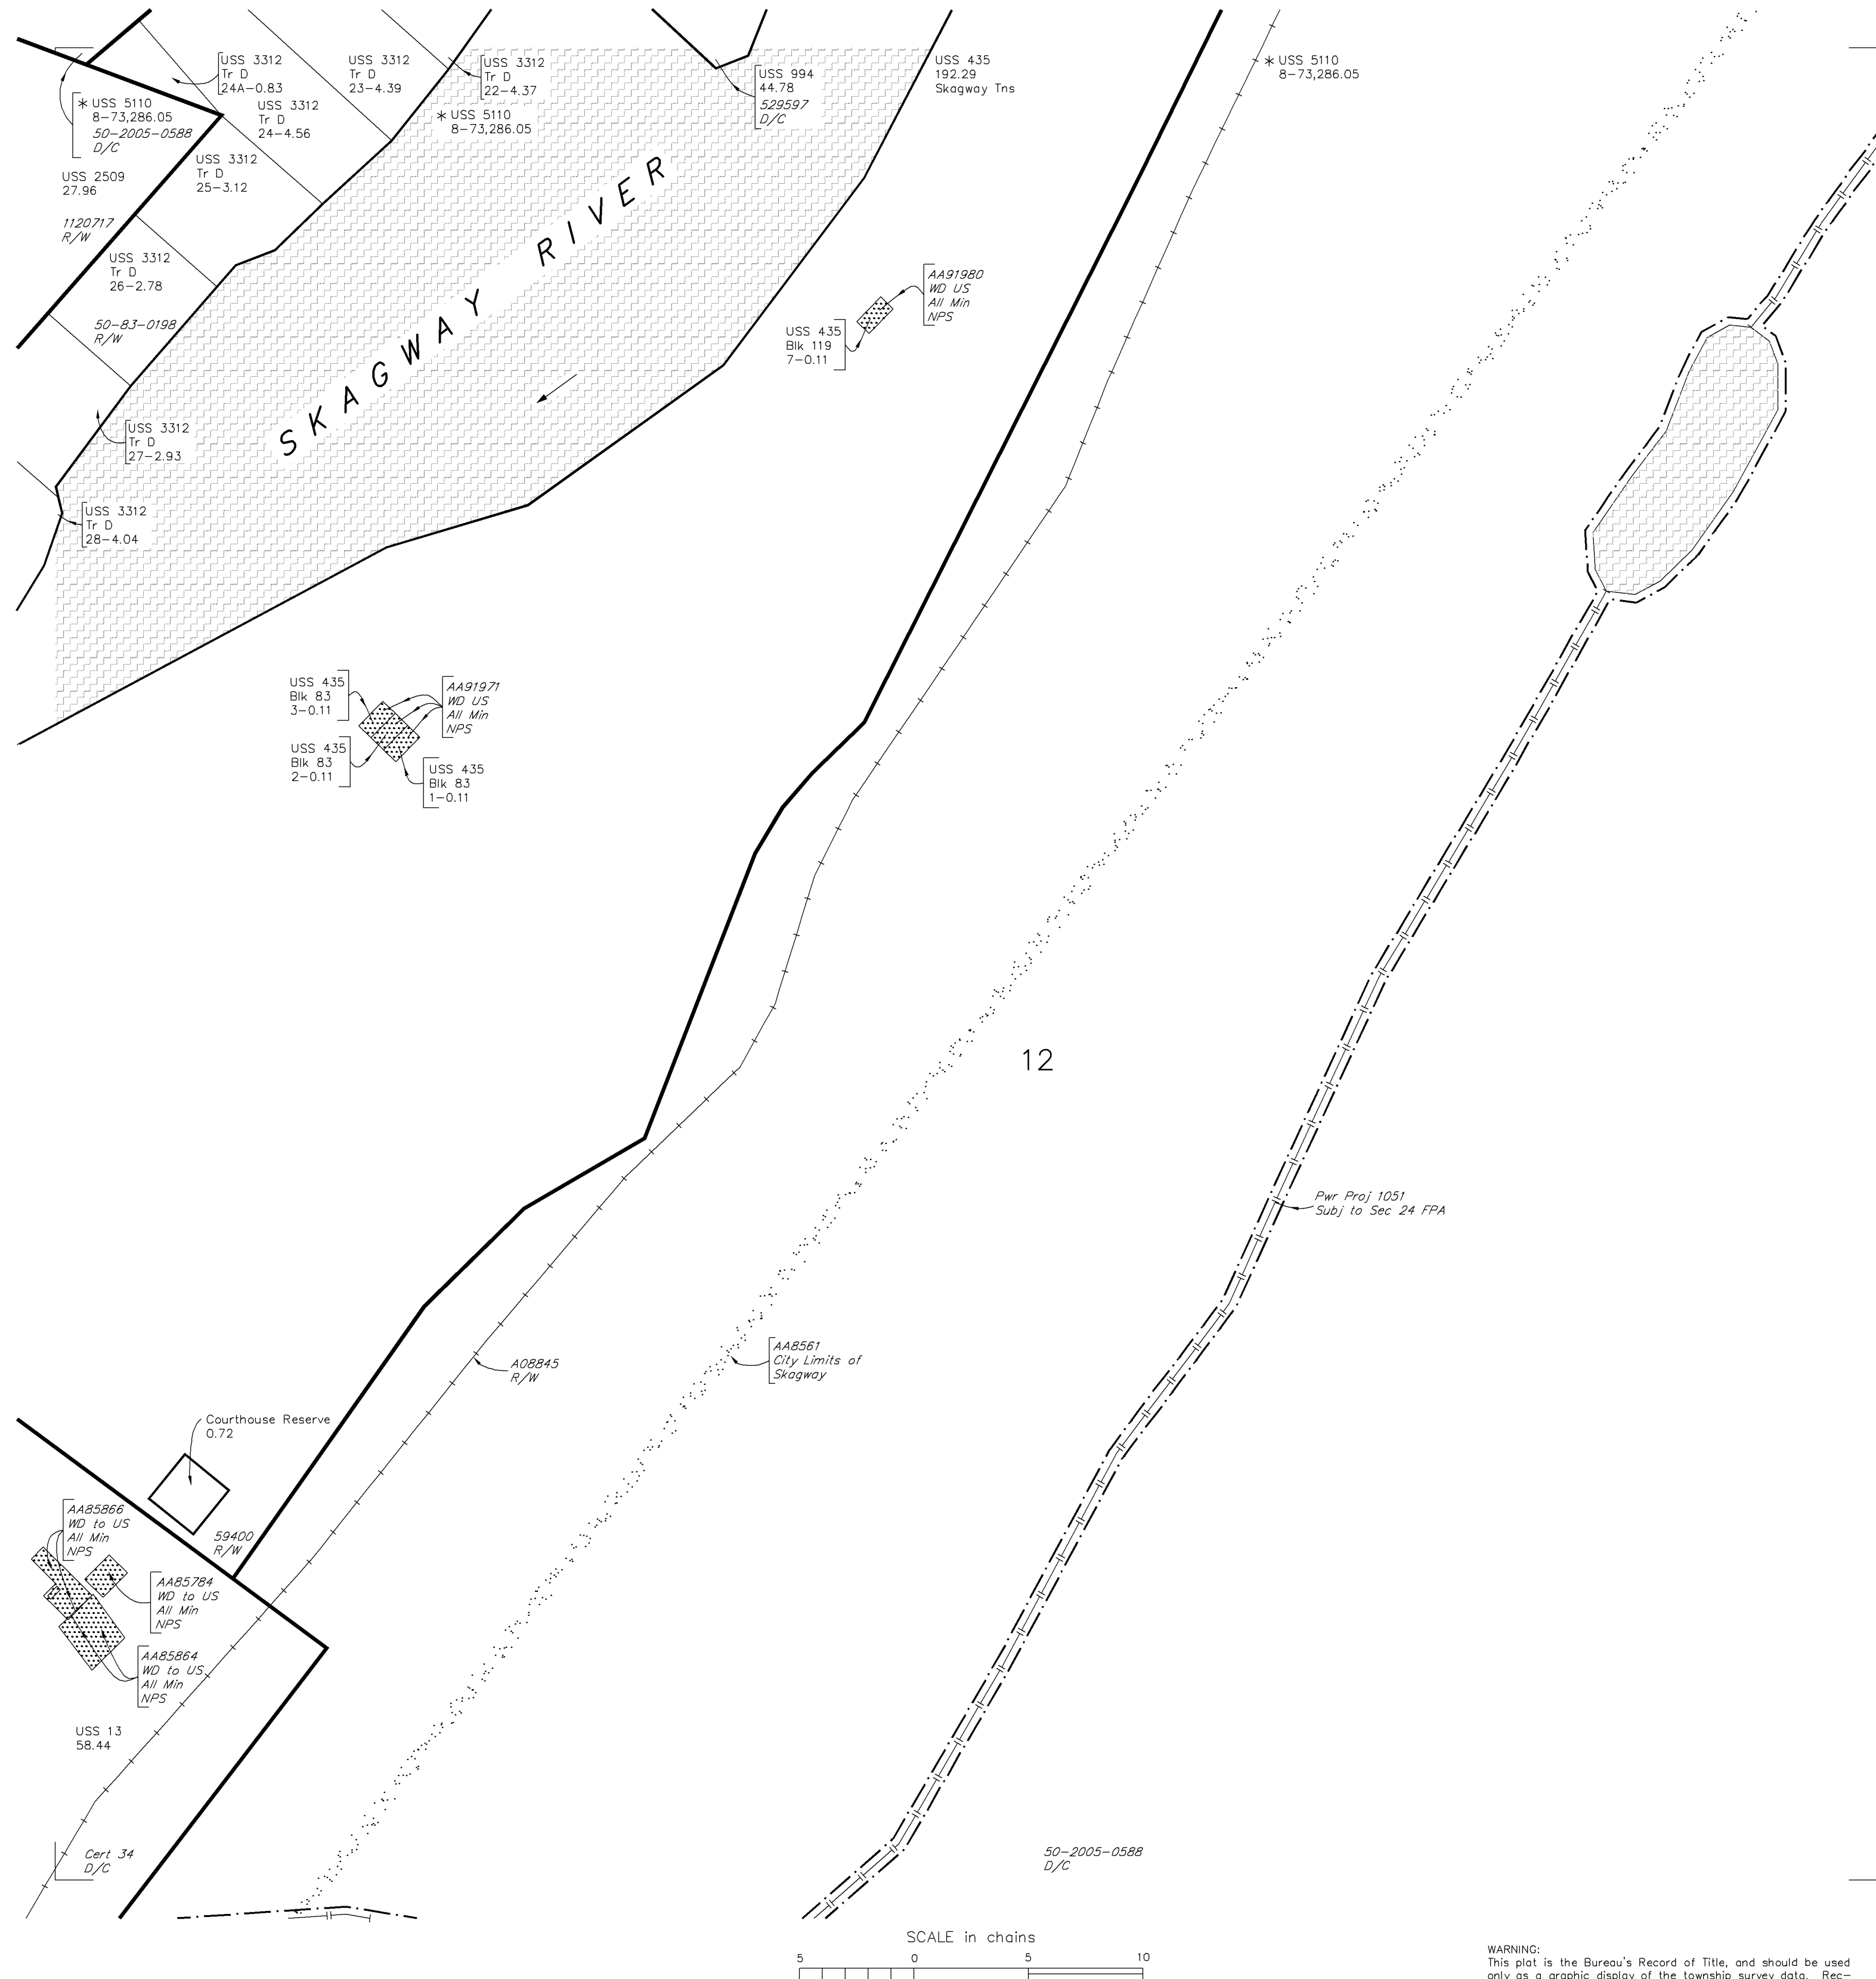 USS 3312
Tr D
24A-0.83
USS 3312
Tr D
23-4.39
USS 3312
Tr D
22-4.37
USS 994
44.78
529597
D/C
USS 435
192.29
Skagway Tns
* USS 5110
8-73,286.05
* USS 5110
8-73,286.05
50-2005-0588
D/C
USS 3312
Tr D
24-4.56
* USS 5110
8-73,286.05
USS 2509
27.96
USS 3312
Tr D
25-3.12
1120717
R/W
USS 3312
Tr D
26-2.78
50-83-0198
R/W
SKAGWAY RIVER
AA91980
WD US
All Min
NPS
USS 435
Blk 119
7-0.11
USS 3312
Tr D
27-2.93
USS 3312
Tr D
28-4.04
USS 435
Blk 83
3-0.11
AA91971
WD US
All Min
NPS
USS 435
Blk 83
2-0.11
USS 435
Blk 83
1-0.11
12
Pwr Proj 1051
Subj to Sec 24 FPA
AA8561
City Limits of
Skagway
A08845
R/W
Courthouse Reserve
0.72
59400
R/W
AA85866
WD to US
All Min
NPS
AA85784
WD to US
All Min
NPS
AA85864
WD to US
All Min
NPS
USS 13
58.44
Cert 34
D/C
50-2005-0588
D/C
SCALE in chains
5 0 5 10
WARNING:
This plat is the Bureau's Record of Title, and should be used
only as a graphic display of the township survey data. Rec-